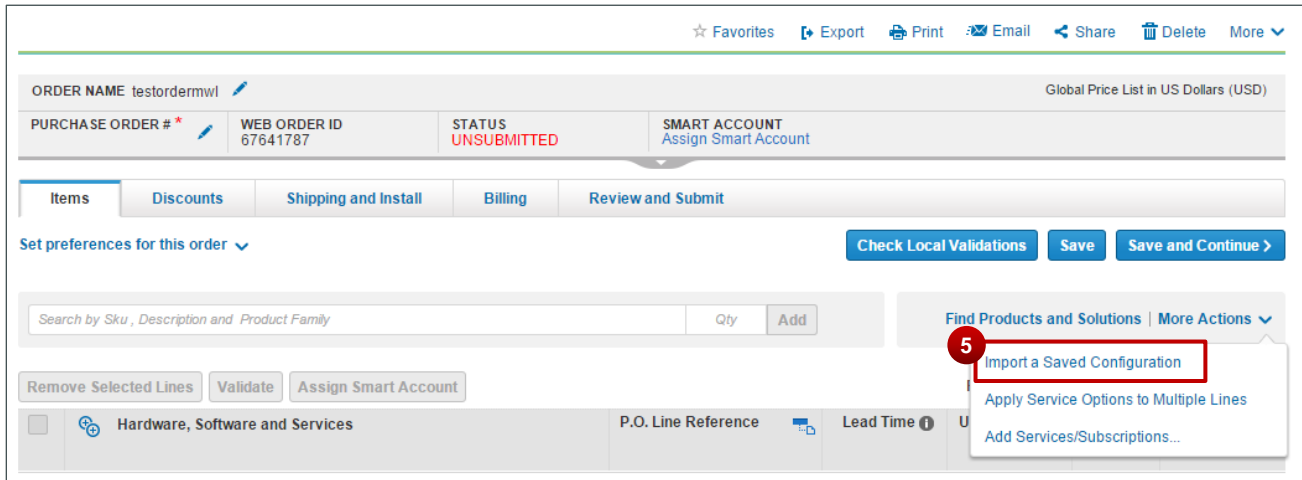 Favorites Export Print Email Share Delete More
ORDER NAME testordermwl Global Price List in US Dollars (USD)
PURCHASE ORDER # * WEB ORDER ID STATUS SMART ACCOUNT
67641787 UNSUBMITTED Assign Smart Account
Items Discounts Shipping and Install Billing Review and Submit
Set preferences for this order Check Local Validations Save Save and Continue >
Search by Sku , Description and Product Family Qty Add Find Products and Solutions | More Actions
5
Import a Saved Configuration
Remove Selected Lines Validate Assign Smart Account
Apply Service Options to Multiple Lines
Hardware, Software and Services P.O. Line Reference Lead Time
Add Services/Subscriptions...